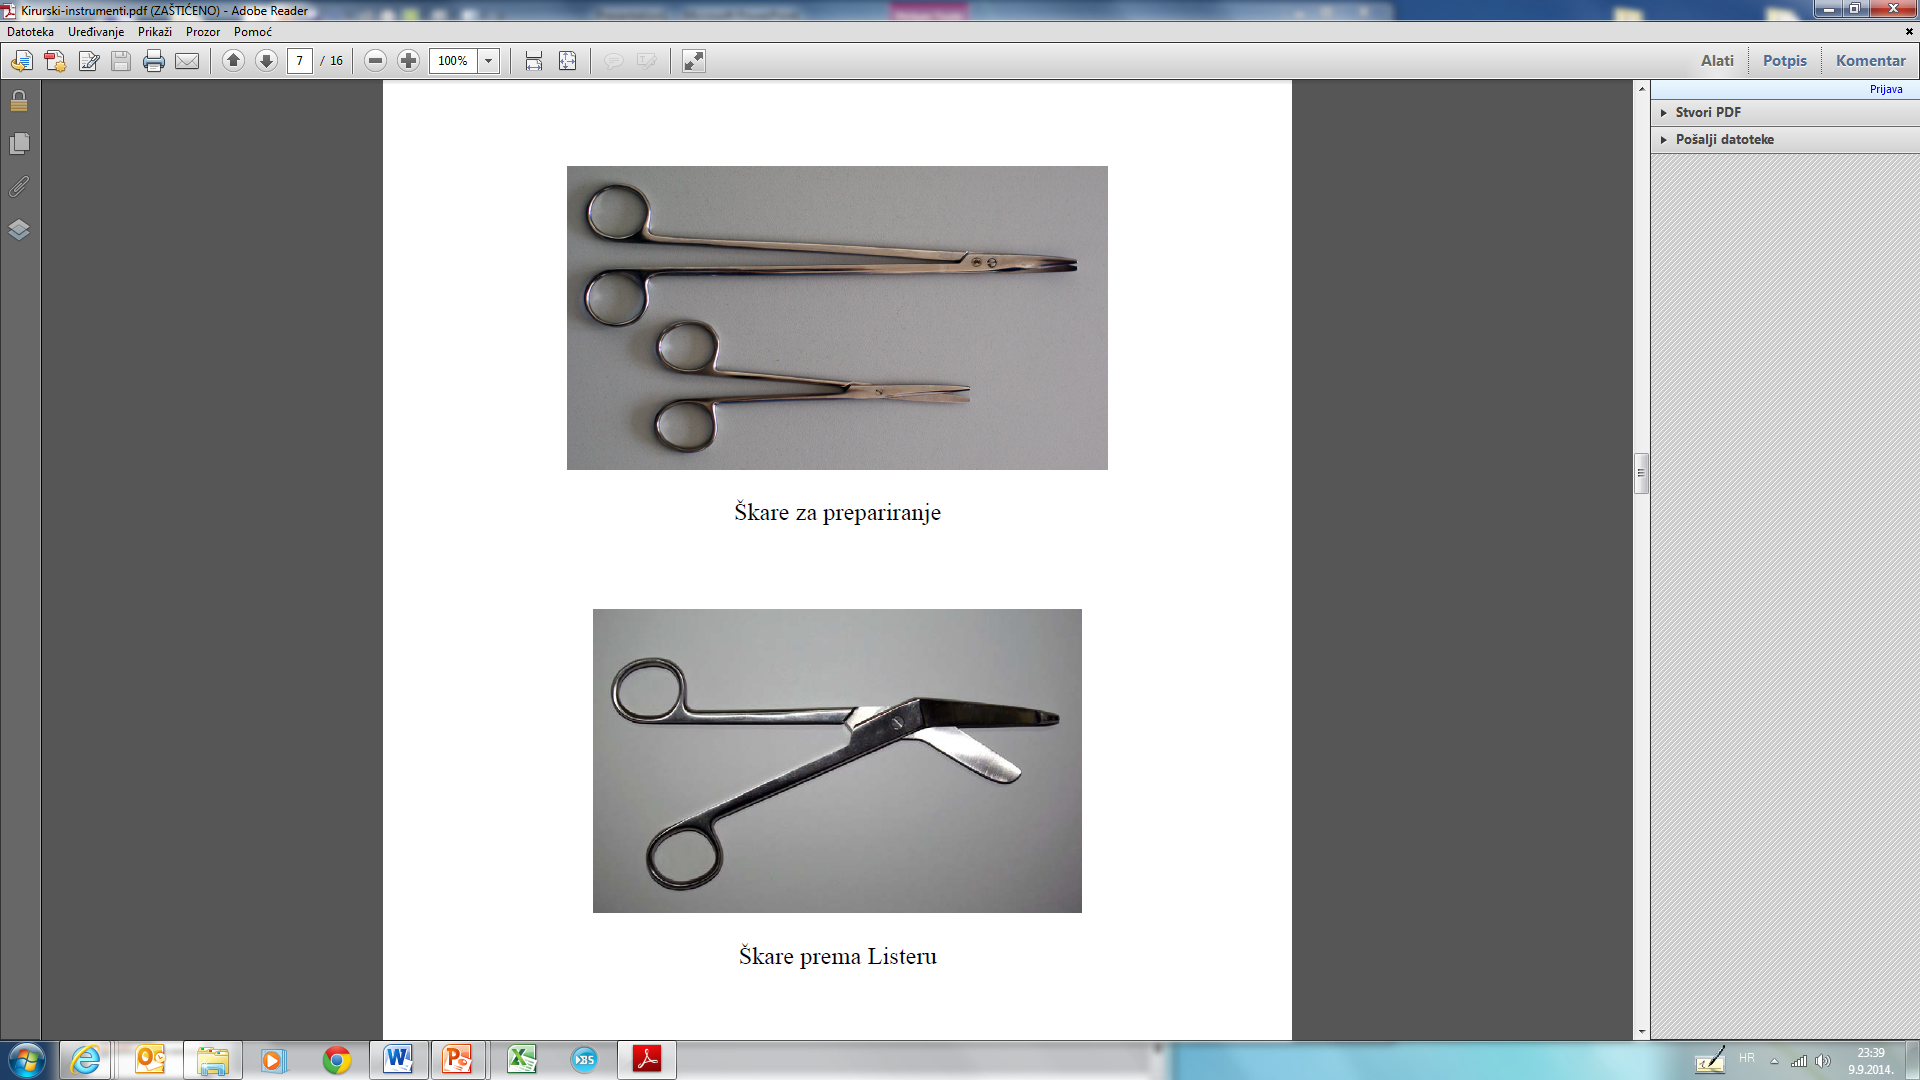 Kirurski-instrumenti.pdf (ZAŠTIĆENO) - Adobe Reader
Datoteka Uređivanje Prikaži Prozor Pomoć
7 / 16 100% Alati Potpis Komentar
Prijava
Stvori PDF
Pošalji datoteke
Škare za prepariranje
Škare prema Listeru
HR
23:39
9.9.2014.